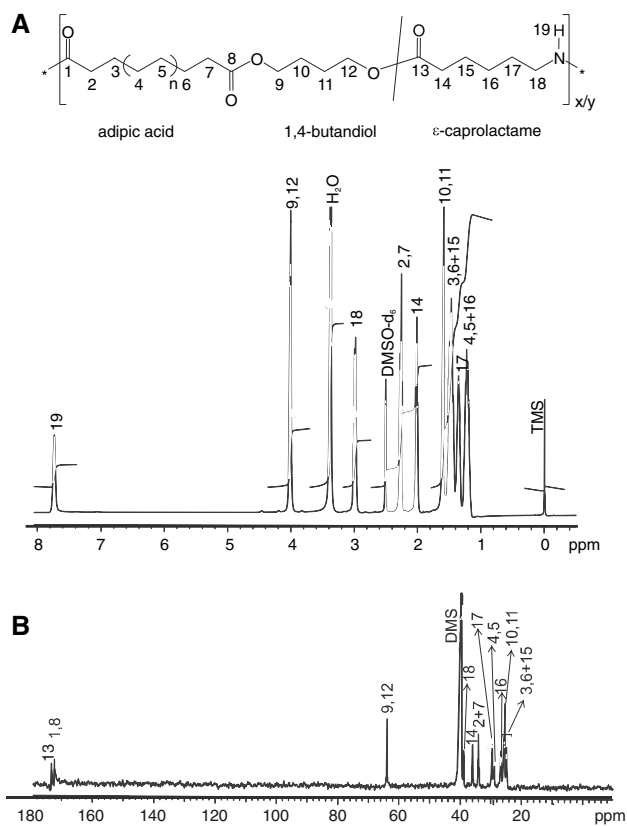 A
O
O
19 H
N
1
2
3
4
5
n
6
7
8
O
O
9
10
11
12
O
13
14
15
16
17
18
*
*
x/y
adipic acid
1,4-butandiol
ε-caprolactame
19
9,12
H2O
18
DMSO-d6
2,7
14
10,11
3,6+15
17
4,5+16
TMS
8 7 6 5 4 3 2 1 0 ppm
B
13
1,8
9,12
DMS
18
14
2+7
17
4,5
16
10,11
3,6+15
180 160 140 120 100 80 60 40 20 ppm